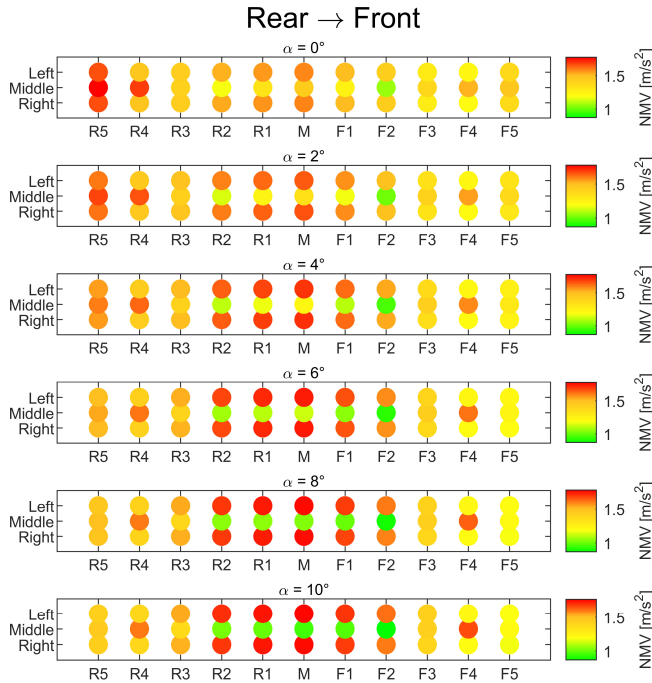 Rear → Front
α = 0°
Left
Middle
Right
R5 R4 R3 R2 R1 M F1 F2 F3 F4 F5
1.5
1
NMV [m/s²]
α = 2°
Left
Middle
Right
R5 R4 R3 R2 R1 M F1 F2 F3 F4 F5
1.5
1
NMV [m/s²]
α = 4°
Left
Middle
Right
R5 R4 R3 R2 R1 M F1 F2 F3 F4 F5
1.5
1
NMV [m/s²]
α = 6°
Left
Middle
Right
R5 R4 R3 R2 R1 M F1 F2 F3 F4 F5
1.5
1
NMV [m/s²]
α = 8°
Left
Middle
Right
R5 R4 R3 R2 R1 M F1 F2 F3 F4 F5
1.5
1
NMV [m/s²]
α = 10°
Left
Middle
Right
R5 R4 R3 R2 R1 M F1 F2 F3 F4 F5
1.5
1
NMV [m/s²]